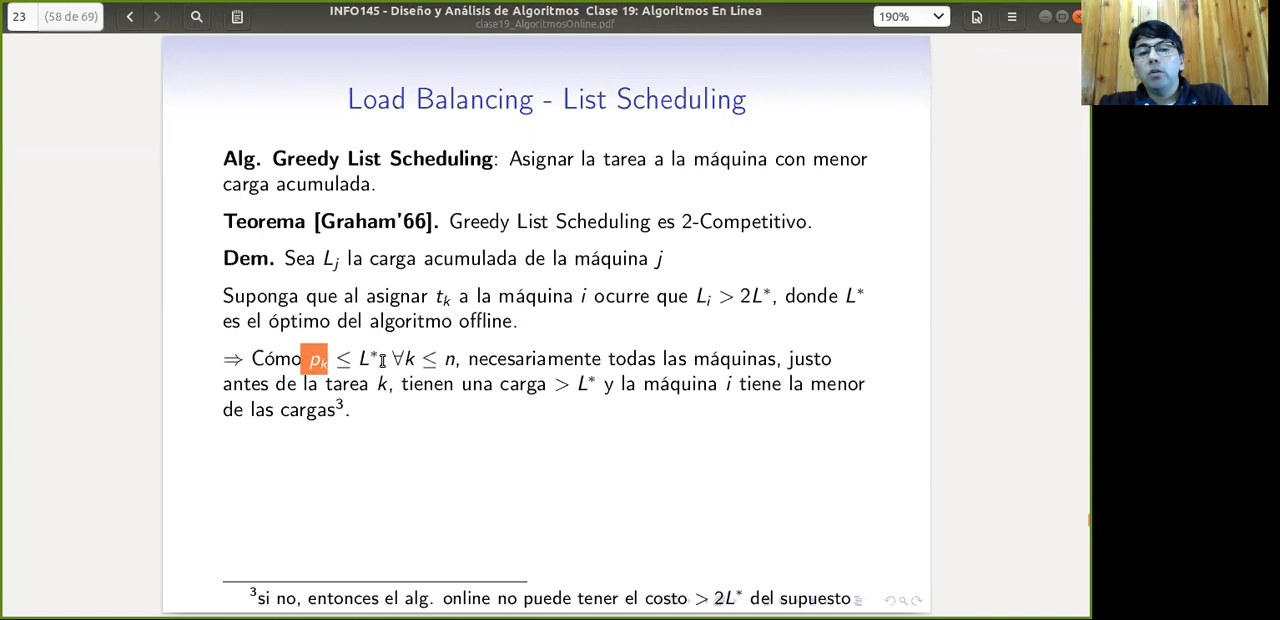 23
(58 de 69)
INFO145 - Diseño y Análisis de Algoritmos Clase 19: Algoritmos En Línea
clase19_AlgoritmosOnline.pdf
190%
Load Balancing - List Scheduling
Alg. Greedy List Scheduling: Asignar la tarea a la máquina con menor
carga acumulada.
Teorema [Graham'66]. Greedy List Scheduling es 2-Competitivo.
Dem. Sea L_j la carga acumulada de la máquina j
Suponga que al asignar t_k a la máquina i ocurre que L_i > 2L*, donde L*
es el óptimo del algoritmo offline.
⇒ Cómo p_k ≤ L* ∀k ≤ n, necesariamente todas las máquinas, justo
antes de la tarea k, tienen una carga > L* y la máquina i tiene la menor
de las cargas³.
³si no, entonces el alg. online no puede tener el costo > 2L* del supuesto